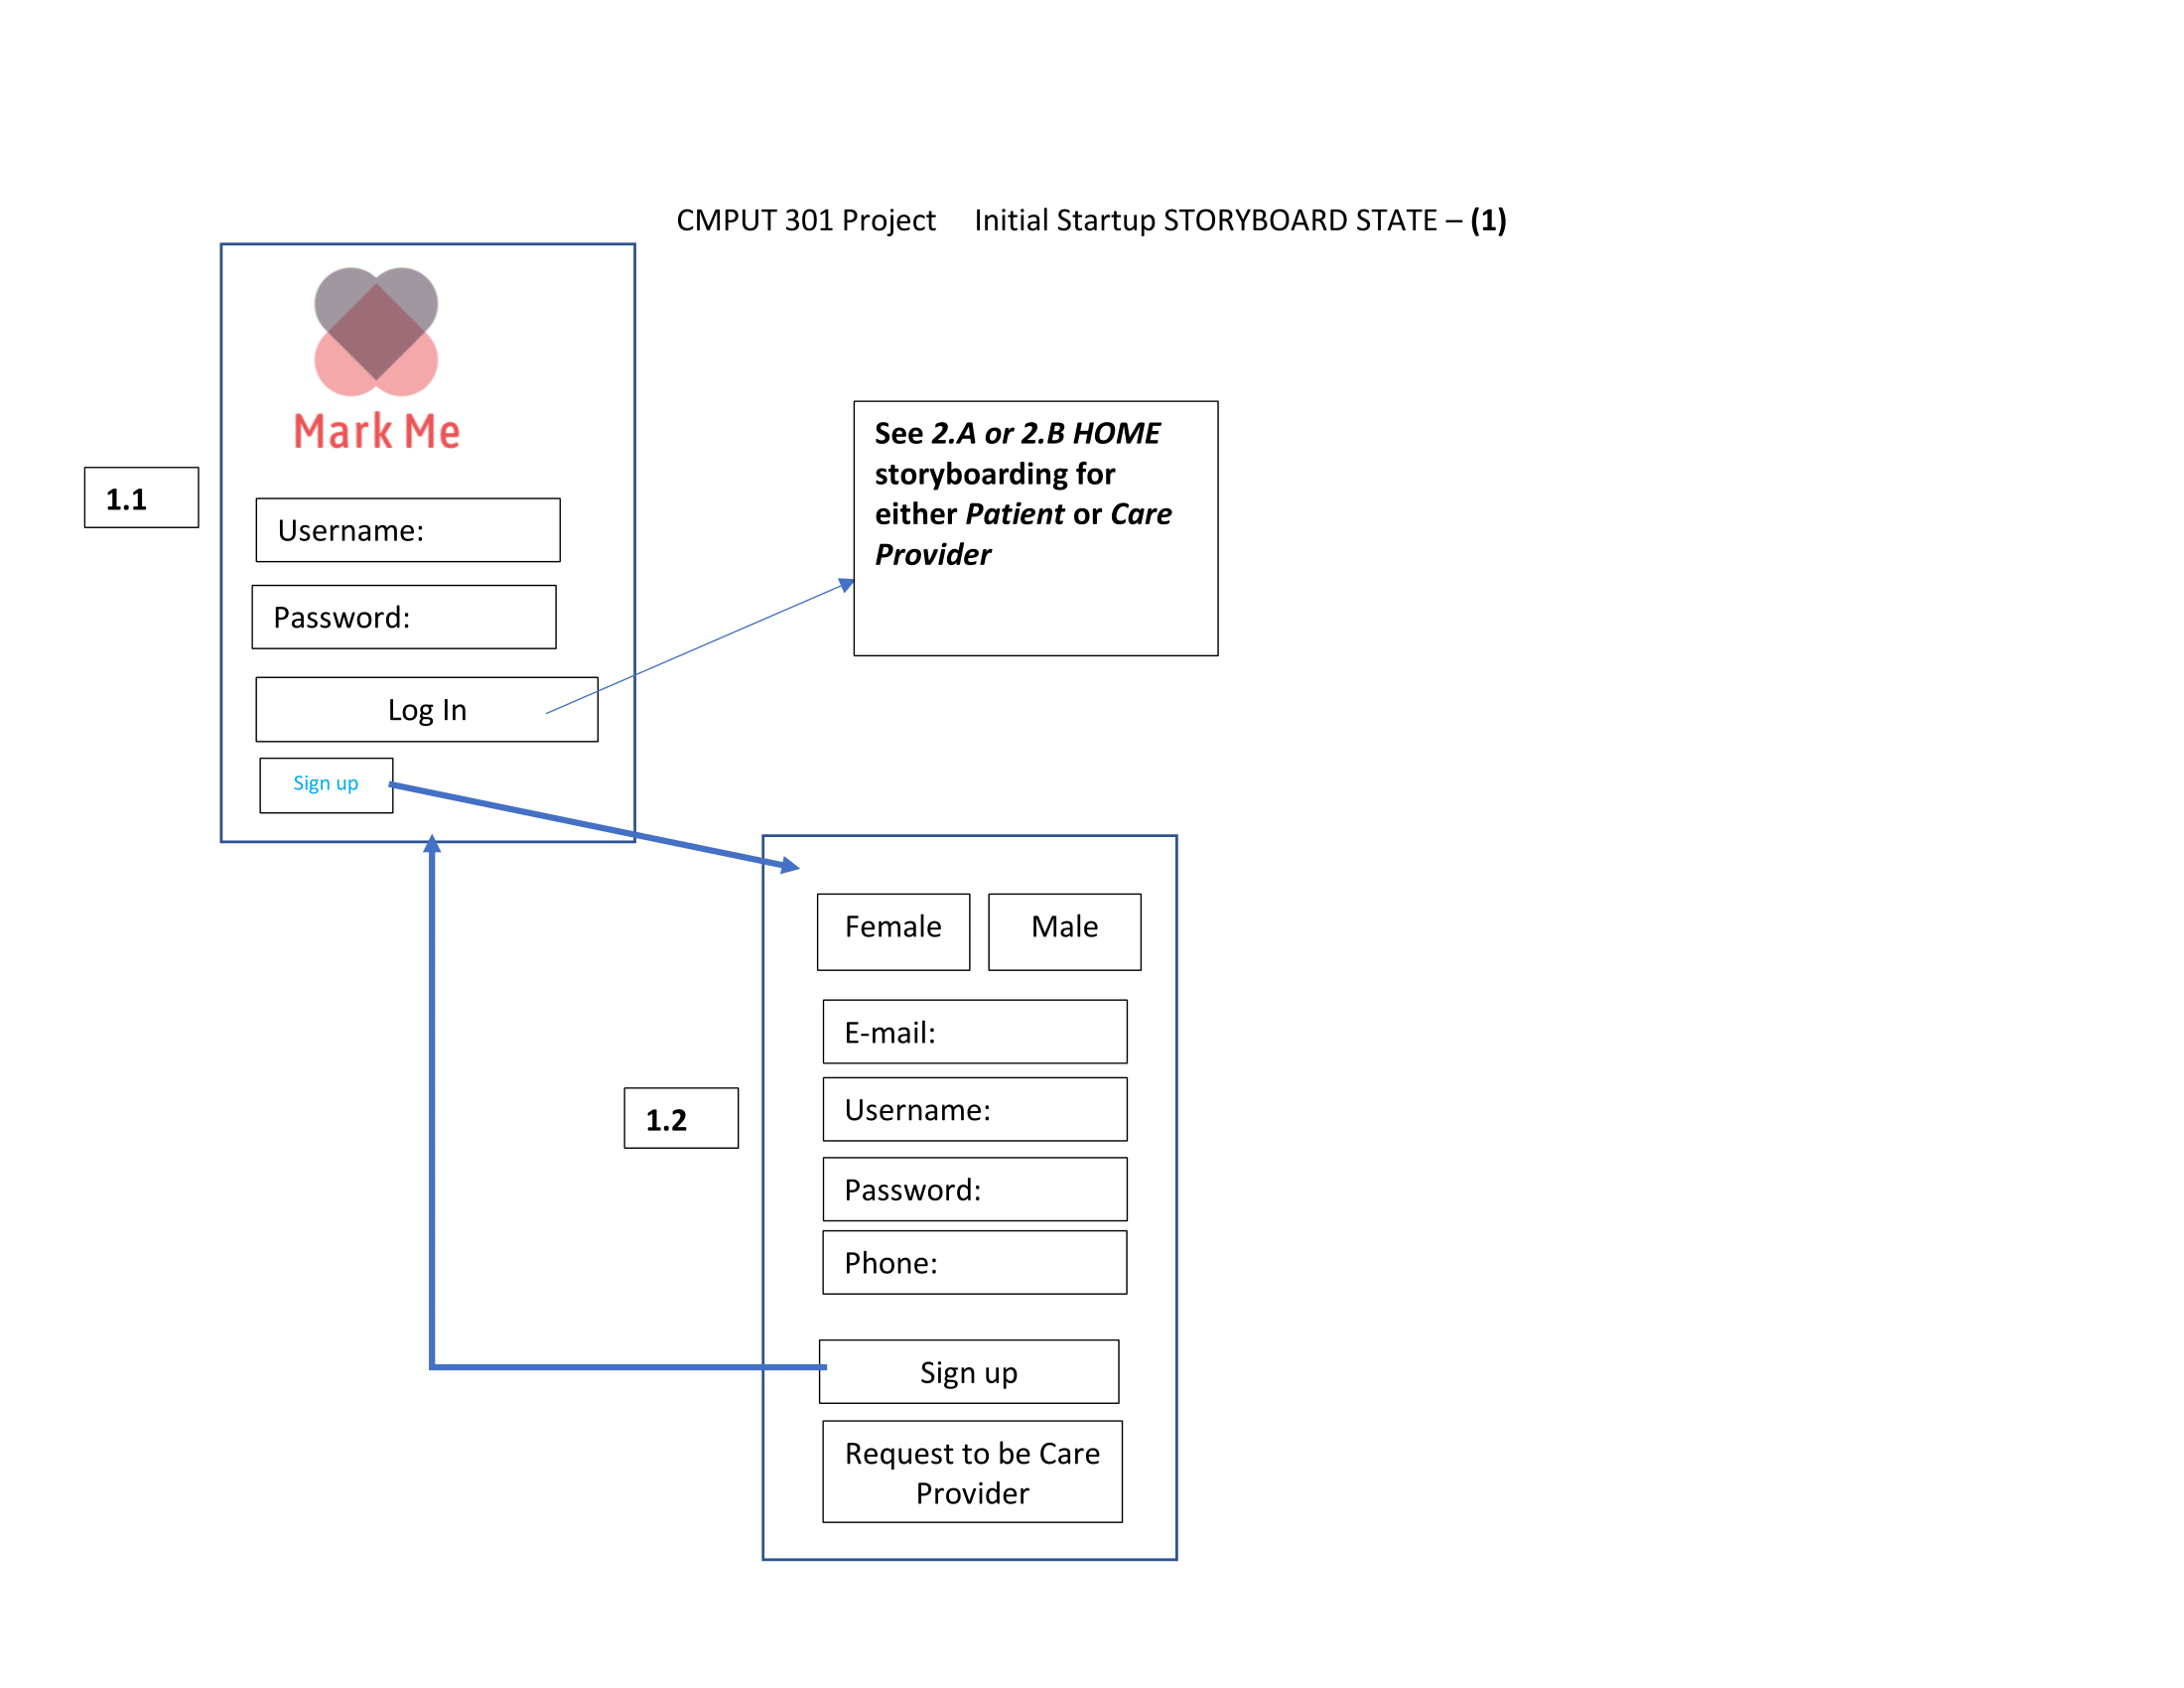 CMPUT 301 Project Initial Startup STORYBOARD STATE – (1)
Mark Me
1.1
Username:
Password:
Log In
Sign up
See 2.A or 2.B HOME
storyboarding for
either Patient or Care
Provider
1.2
Female
Male
E-mail:
Username:
Password:
Phone:
Sign up
Request to be Care
Provider